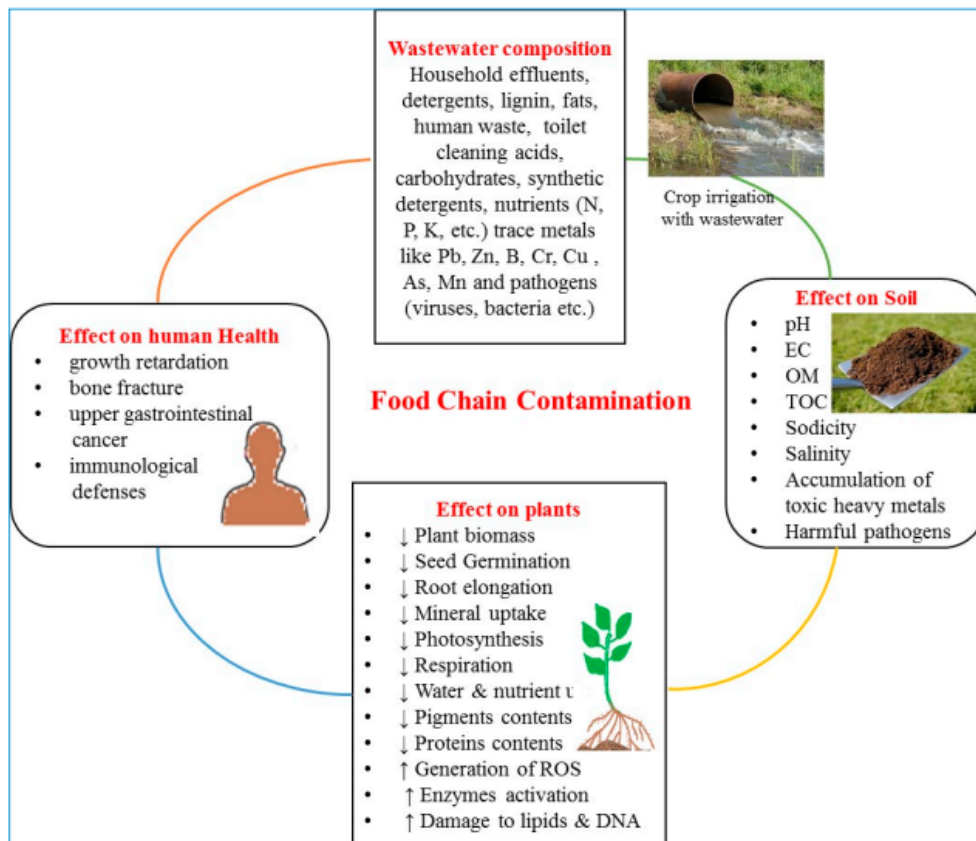 Wastewater composition
Household effluents,
detergents, lignin, fats,
human waste, toilet
cleaning acids,
carbohydrates, synthetic
detergents, nutrients (N,
P, K, etc.) trace metals
like Pb, Zn, B, Cr, Cu ,
As, Mn and pathogens
(viruses, bacteria etc.)
Crop irrigation
with wastewater
Effect on Soil
• pH
• EC
• OM
• TOC
• Sodicity
• Salinity
• Accumulation of
toxic heavy metals
• Harmful pathogens
Effect on human Health
• growth retardation
• bone fracture
• upper gastrointestinal
cancer
• immunological
defenses
Food Chain Contamination
Effect on plants
• ↓ Plant biomass
• ↓ Seed Germination
• ↓ Root elongation
• ↓ Mineral uptake
• ↓ Photosynthesis
• ↓ Respiration
• ↓ Water & nutrient
• ↓ Pigments contents
• ↓ Proteins contents
• ↑ Generation of ROS
• ↑ Enzymes activation
• ↑ Damage to lipids & DNA